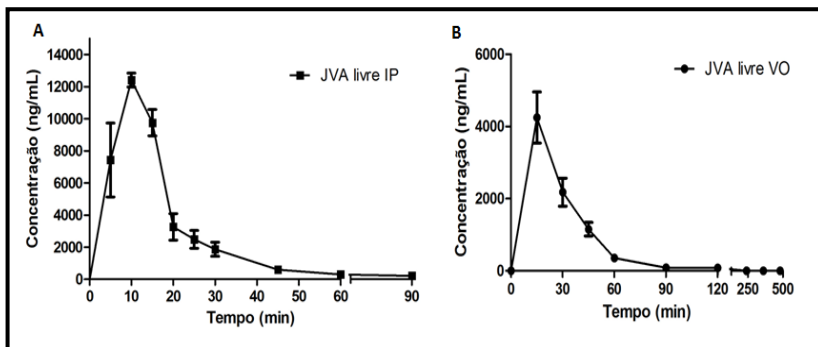 A
JVA livre IP
Concentração (ng/mL)
14000
12000
10000
8000
6000
4000
2000
0
0 10 20 30 40 50 60 90
Tempo (min)
B
JVA livre VO
Concentração (ng/mL)
6000
4000
2000
0
0 30 60 90 120 250 500
Tempo (min)